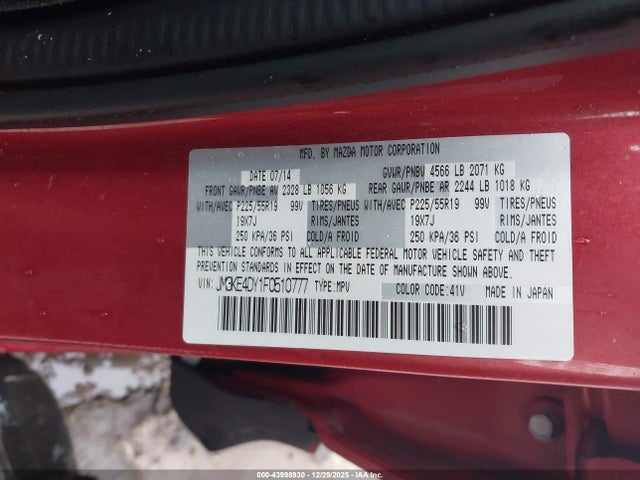 MFD. BY MAZDA MOTOR CORPORATION
DATE 07/14 GVWR/PNBV 4566 LB 2071 KG
FRONT GAWR/PNBE AV 2328 LB 1056 KG REAR GAWR/PNBE AR 2244 LB 1018 KG
WITH/AVEC P225/55R19 99V TIRES/PNEUS WITH/AVEC P225/55R19 99V TIRES/PNEUS
19X7J RIMS/JANTES 19X7J RIMS/JANTES
250 KPA/36 PSI COLD/A FROID 250 KPA/36 PSI COLD/A FROID
THIS VEHICLE CONFORMS TO ALL APPLICABLE FEDERAL MOTOR VEHICLE SAFETY AND THEFT
PREVENTION STANDARDS IN EFFECT ON THE DATE OF MANUFACTURE SHOWN ABOVE.
VIN: JM3KE4DY1F0510777 TYPE:MPV COLOR CODE:41V MADE IN JAPAN
000-43998930 - 12/29/2025 - IAA Inc.